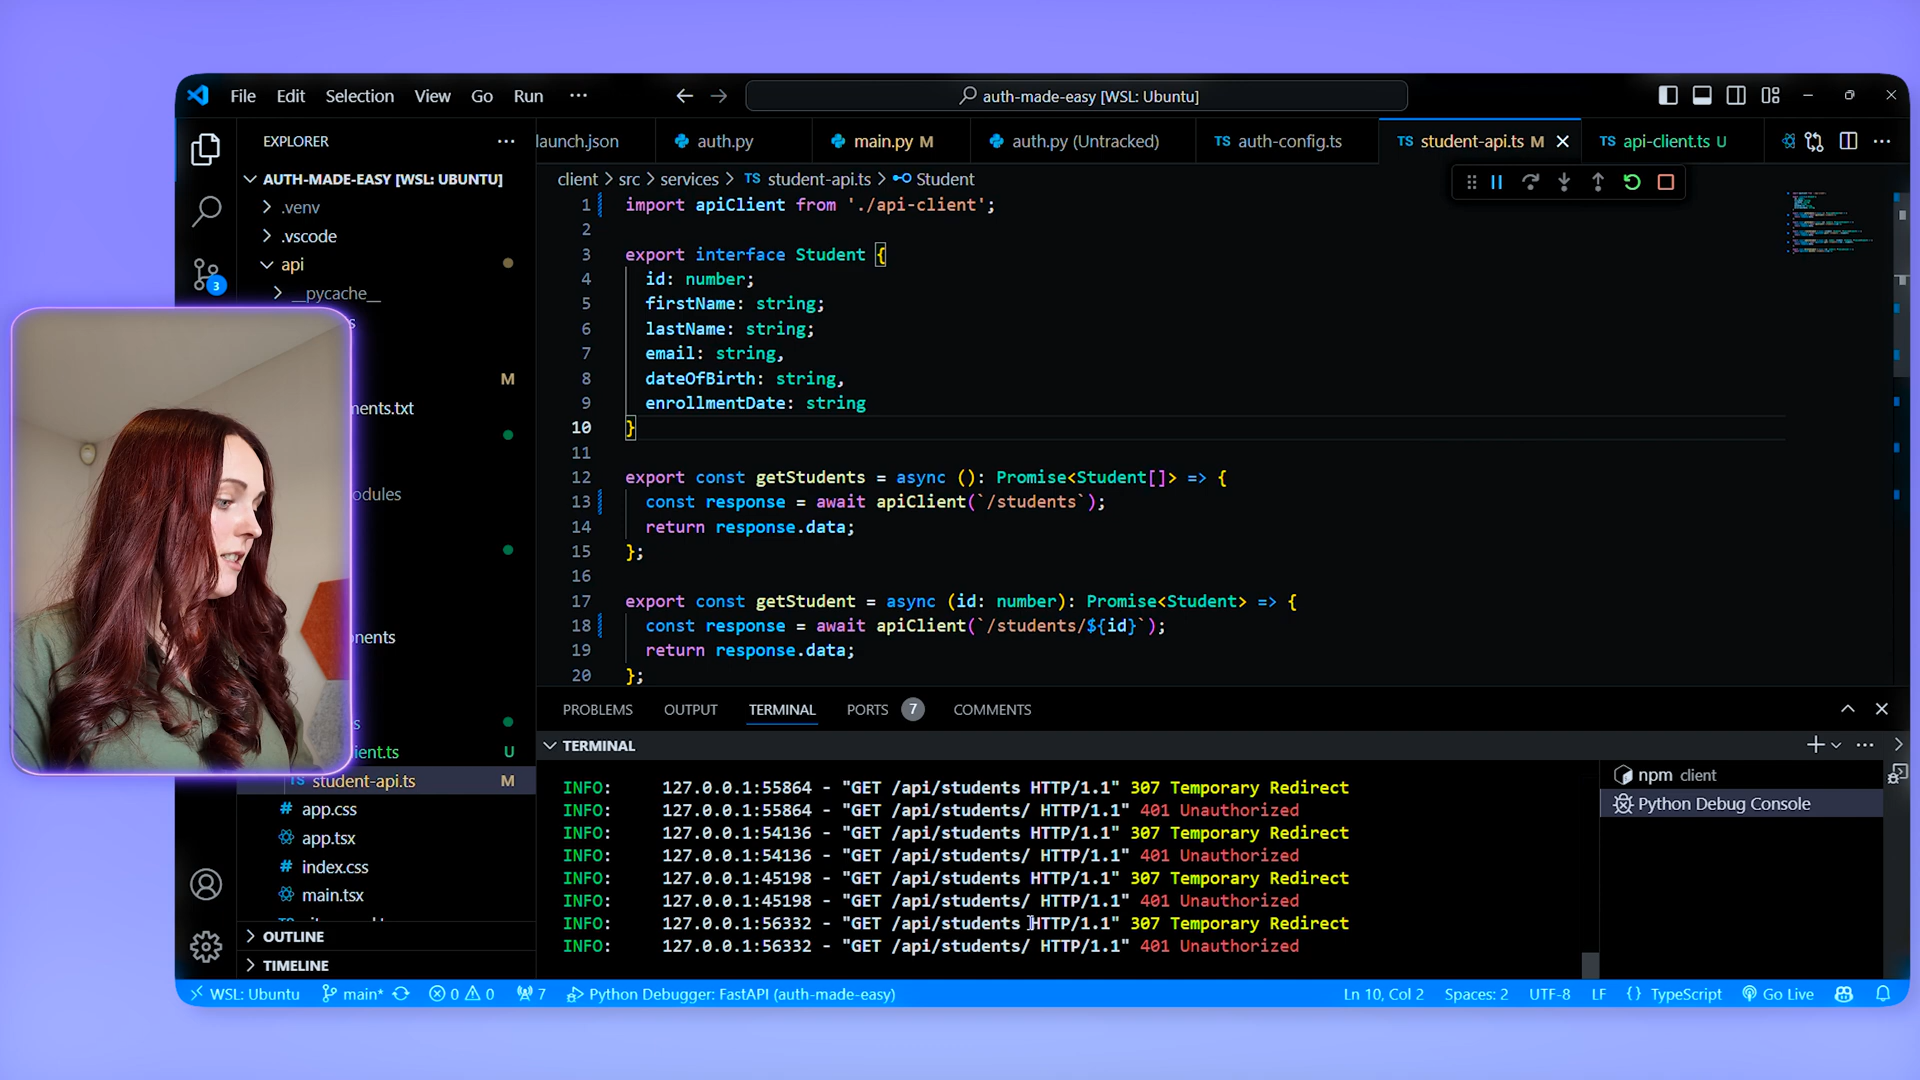 File Edit Selection View Go Run ···
auth-made-easy [WSL: Ubuntu]
EXPLORER
launch.json
auth.py
main.py M
auth.py (Untracked)
TS auth-config.ts
TS student-api.ts M
TS api-client.ts U
AUTH-MADE-EASY [WSL: UBUNTU]
.venv
.vscode
api
__pycache__
M
ments.txt
odules
onents
ient.ts U
TS student-api.ts M
# app.css
app.tsx
# index.css
main.tsx
OUTLINE
TIMELINE
3
client > src > services > TS student-api.ts > Student
1 import apiClient from './api-client';
2
3 export interface Student {
4 id: number;
5 firstName: string;
6 lastName: string;
7 email: string,
8 dateOfBirth: string,
9 enrollmentDate: string
10 }
11
12 export const getStudents = async (): Promise<Student[]> => {
13 const response = await apiClient(`/students`);
14 return response.data;
15 };
16
17 export const getStudent = async (id: number): Promise<Student> => {
18 const response = await apiClient(`/students/${id}`);
19 return response.data;
20 };
PROBLEMS OUTPUT TERMINAL PORTS 7 COMMENTS
TERMINAL
INFO: 127.0.0.1:55864 - "GET /api/students HTTP/1.1" 307 Temporary Redirect
INFO: 127.0.0.1:55864 - "GET /api/students/ HTTP/1.1" 401 Unauthorized
INFO: 127.0.0.1:54136 - "GET /api/students HTTP/1.1" 307 Temporary Redirect
INFO: 127.0.0.1:54136 - "GET /api/students/ HTTP/1.1" 401 Unauthorized
INFO: 127.0.0.1:45198 - "GET /api/students HTTP/1.1" 307 Temporary Redirect
INFO: 127.0.0.1:45198 - "GET /api/students/ HTTP/1.1" 401 Unauthorized
INFO: 127.0.0.1:56332 - "GET /api/students HTTP/1.1" 307 Temporary Redirect
INFO: 127.0.0.1:56332 - "GET /api/students/ HTTP/1.1" 401 Unauthorized
npm client
Python Debug Console
WSL: Ubuntu main* 0 0 7 Python Debugger: FastAPI (auth-made-easy)
Ln 10, Col 2 Spaces: 2 UTF-8 LF {} TypeScript Go Live